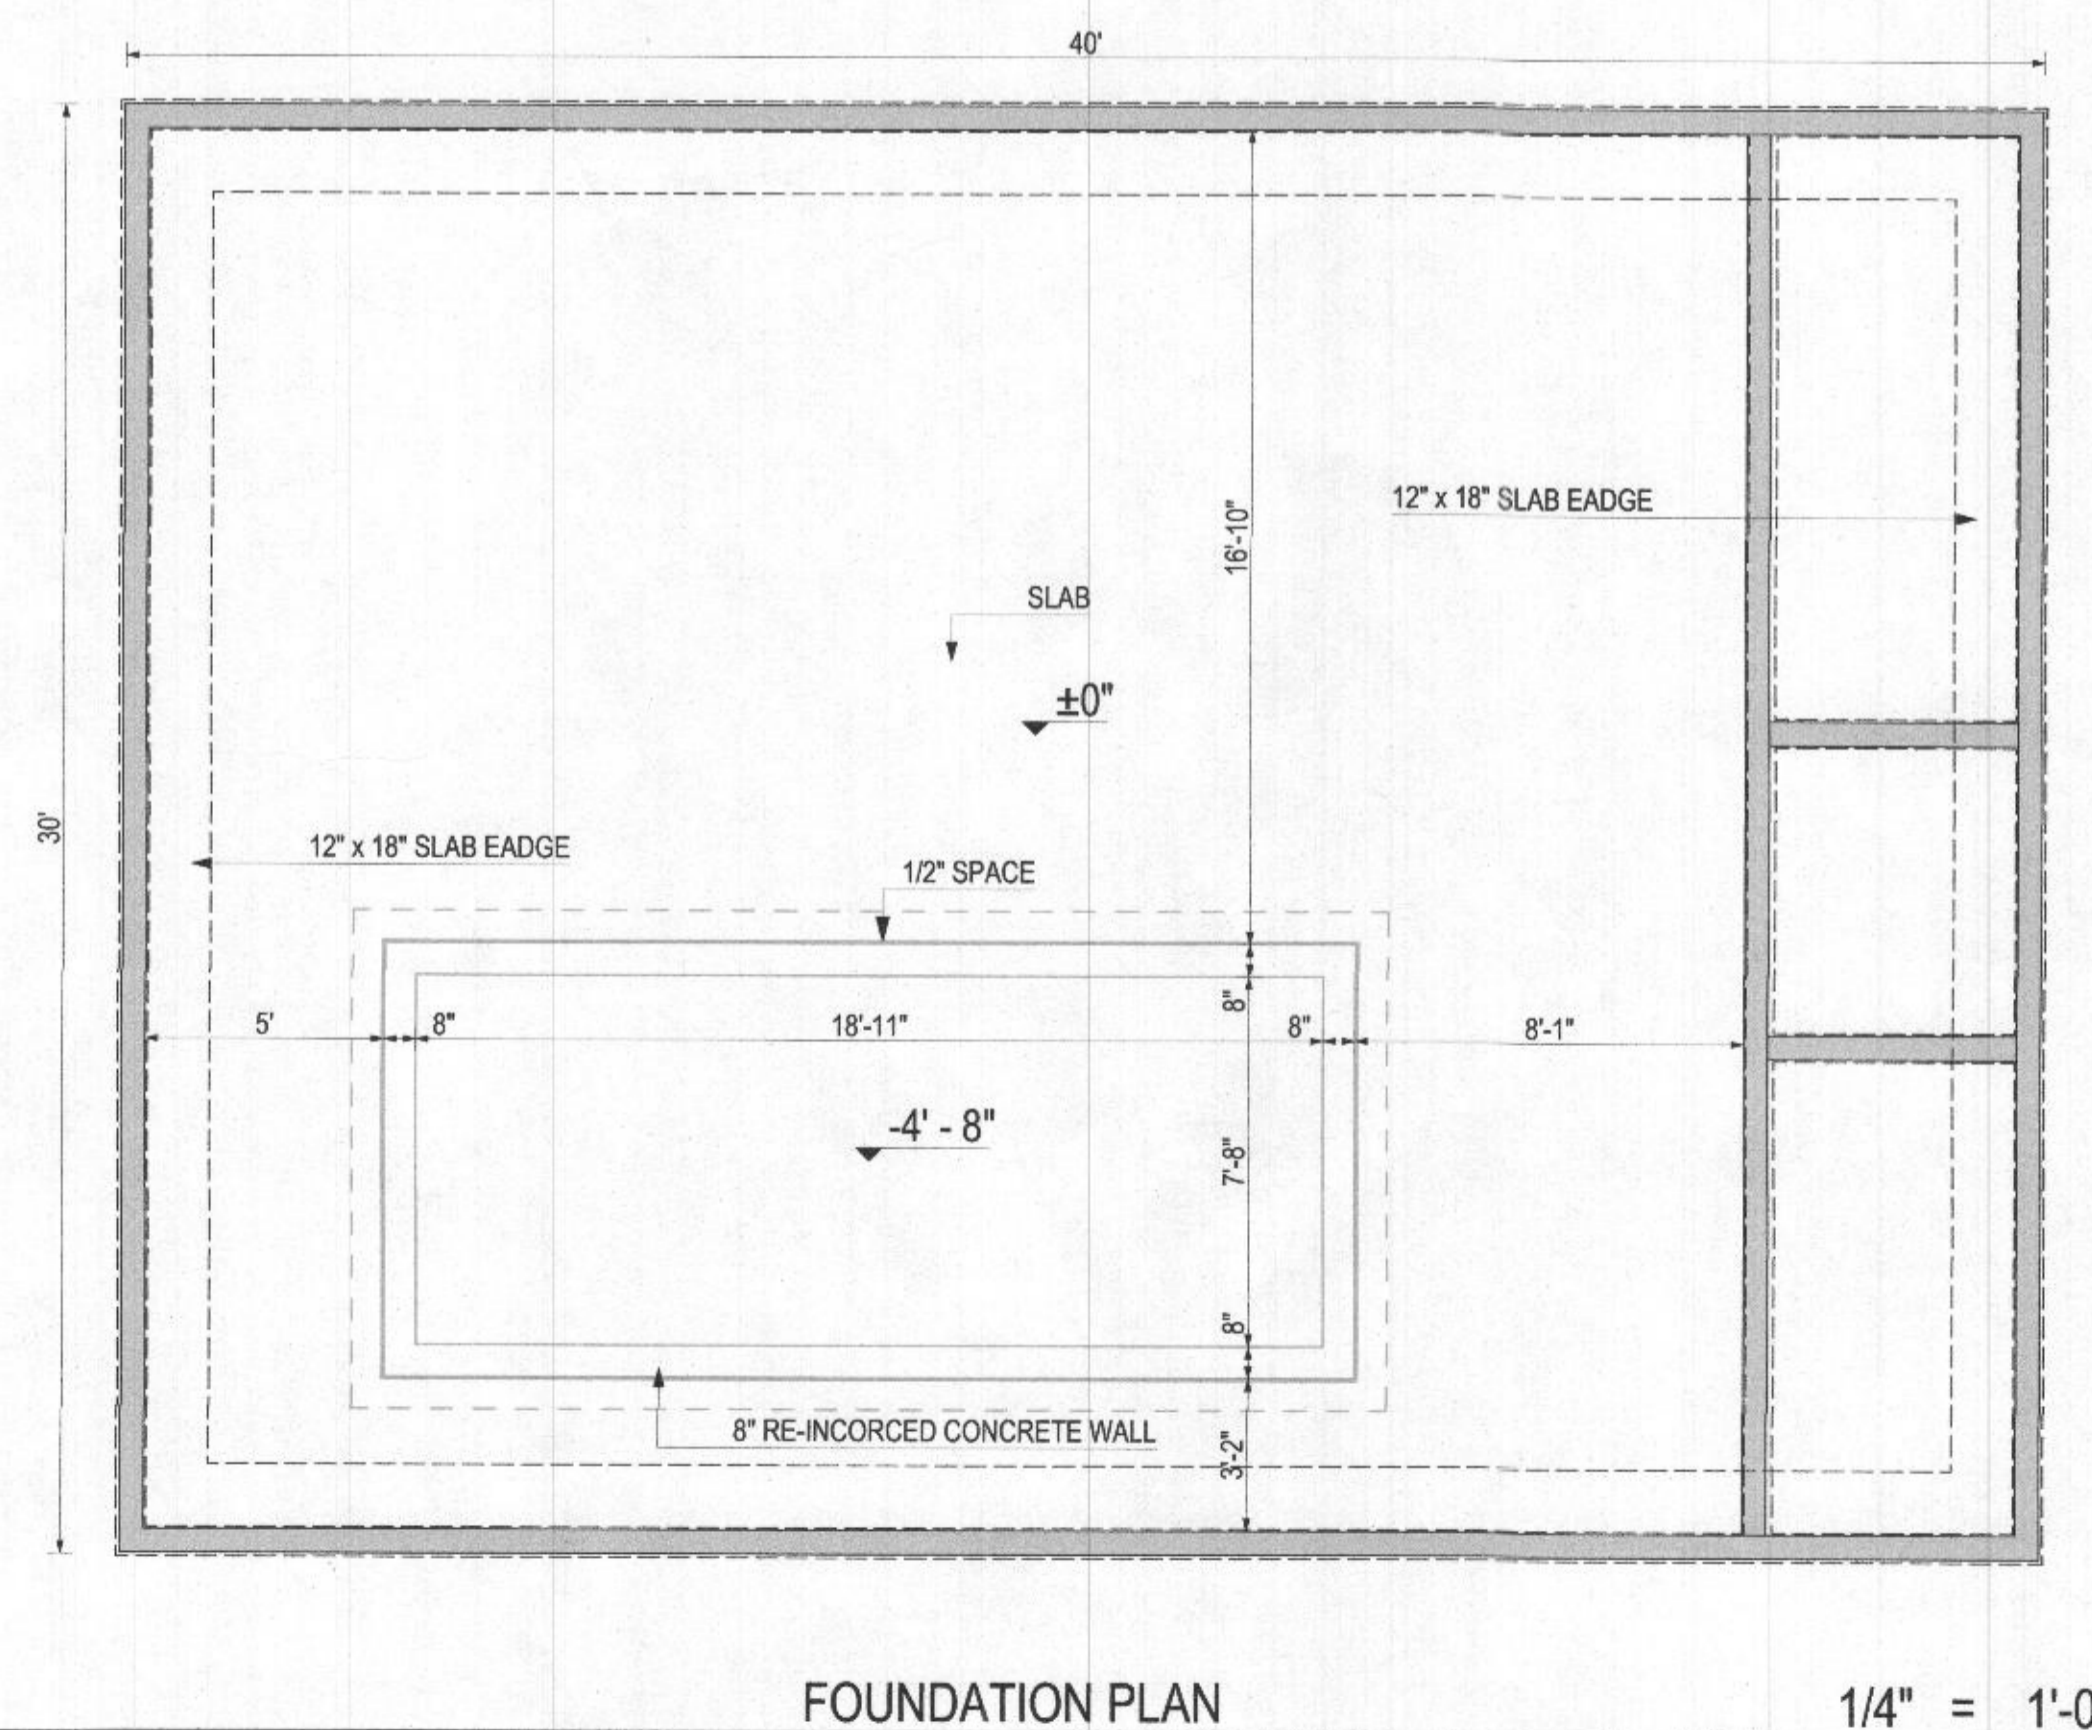 40'
30'
16'-10"
12" x 18" SLAB EADGE
SLAB
±0"
12" x 18" SLAB EADGE
1/2" SPACE
5'
8"
18'-11"
8"
8"
8'-1"
-4' - 8"
7'-8"
8"
8" RE-INCORCED CONCRETE WALL
3'-2"
FOUNDATION PLAN
1/4" = 1'-0